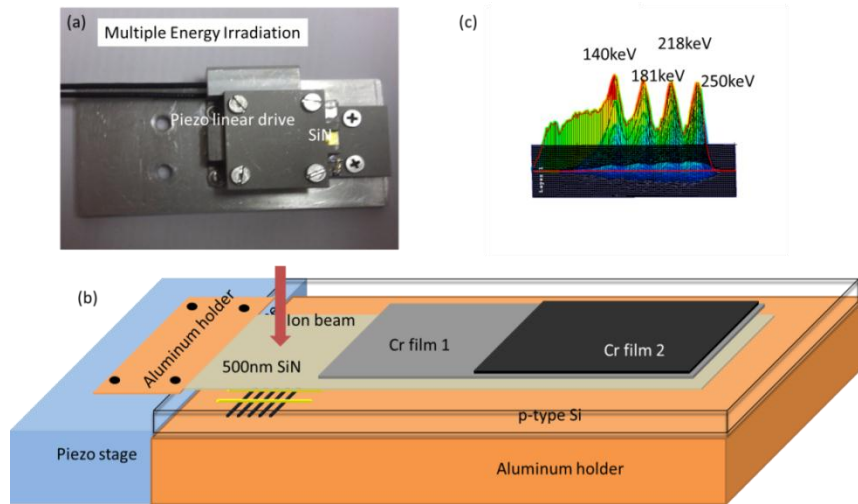 (a)
Multiple Energy Irradiation
Piezo linear drive
SiN
(c)
140keV
218keV
181keV
250keV
(b)
Aluminum holder
Ion beam
500nm SiN
Cr film 1
Cr film 2
p-type Si
Piezo stage
Aluminum holder